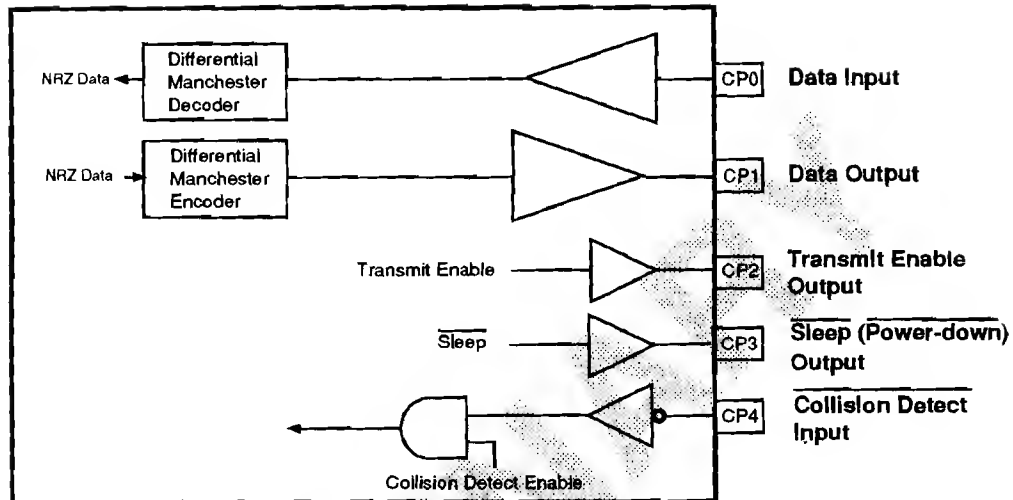 NRZ Data
Differential
Manchester
Decoder
CP0
Data Input
NRZ Data
Differential
Manchester
Encoder
CP1
Data Output
Transmit Enable
CP2
Transmit Enable
Output
Sleep
CP3
Sleep (Power-down)
Output
CP4
Collision Detect
Input
Collision Detect Enable